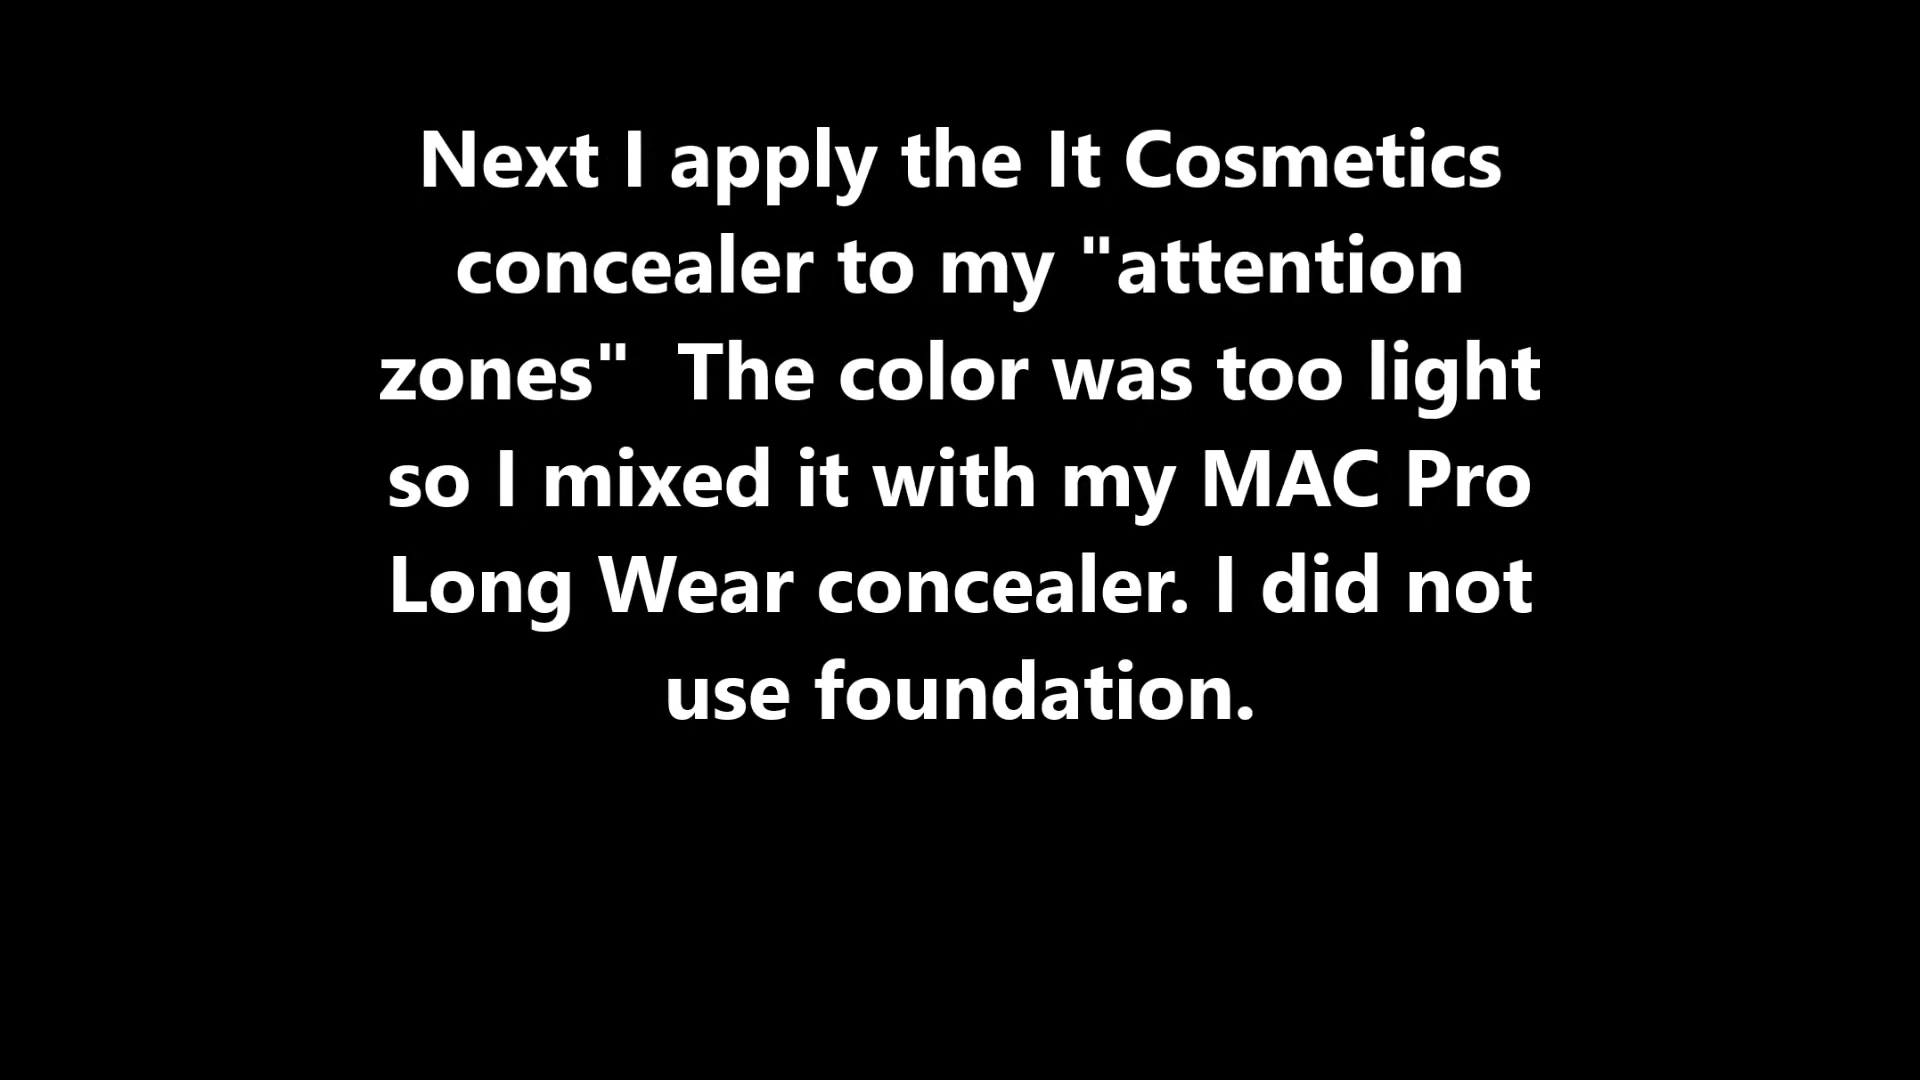 Next I apply the It Cosmetics
concealer to my "attention
zones"  The color was too light
so I mixed it with my MAC Pro
Long Wear concealer. I did not
use foundation.